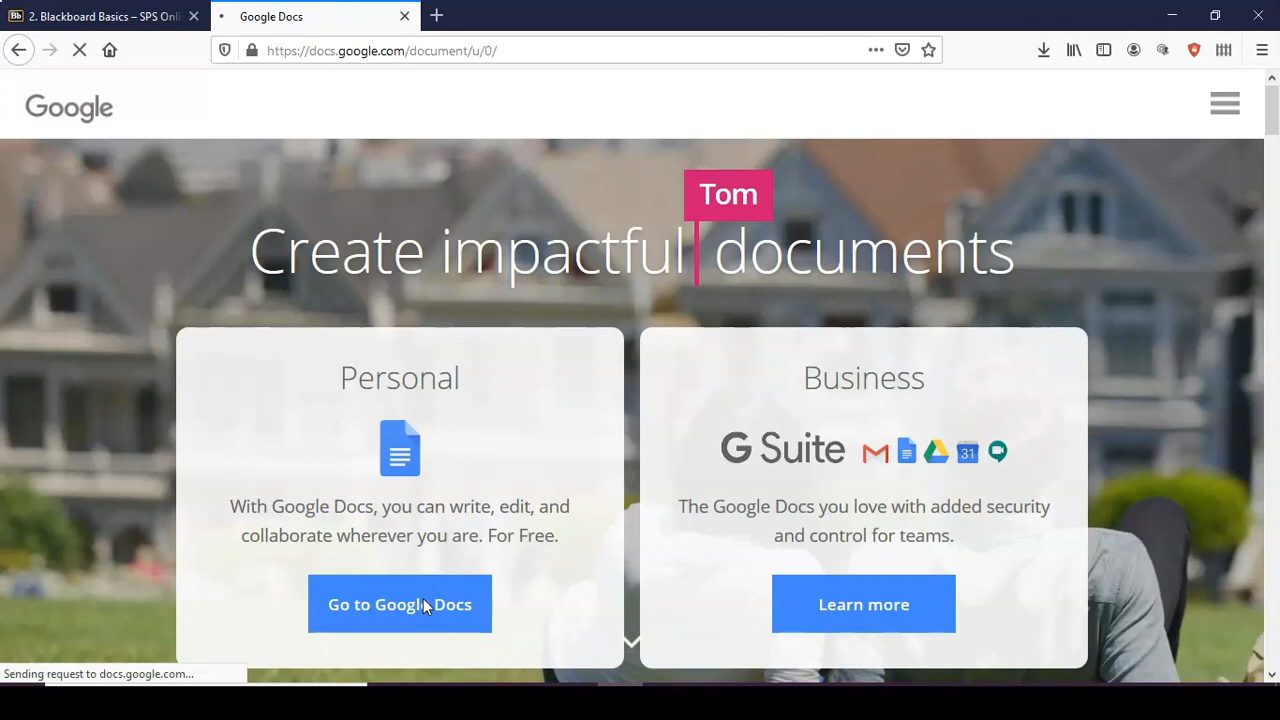 2. Blackboard Basics – SPS Onli
Google Docs
https://docs.google.com/document/u/0/
Google
Tom
Create impactful documents
Personal
With Google Docs, you can write, edit, and
collaborate wherever you are. For Free.
Go to Google Docs
Business
G Suite
31
The Google Docs you love with added security
and control for teams.
Learn more
Sending request to docs.google.com...